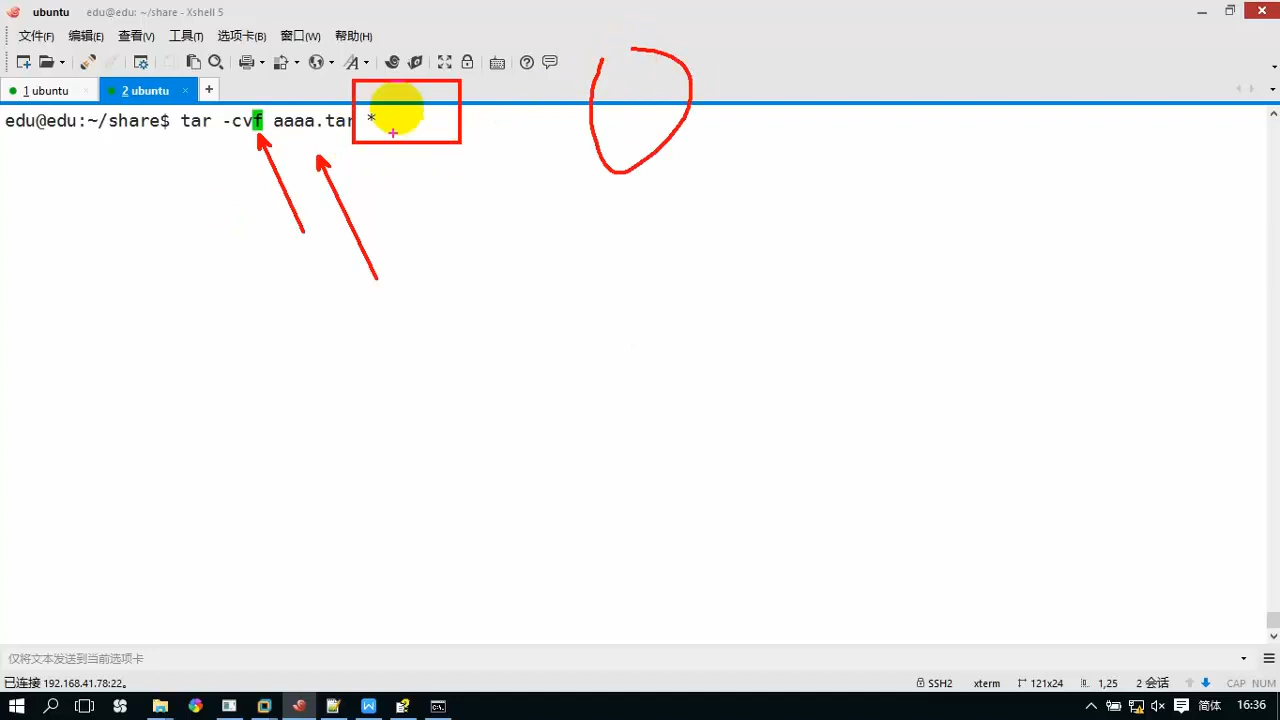 ubuntu edu@edu: ~/share - Xshell 5
文件(F) 编辑(E) 查看(V) 工具(T) 选项卡(B) 窗口(W) 帮助(H)
1 ubuntu × 2 ubuntu × +
edu@edu:~/share$ tar -cvf aaaa.tar *
仅将文本发送到当前选项卡
已连接 192.168.41.78:22。 SSH2 xterm 121x24 1,25 2 会话 CAP NUM
简体 16:36